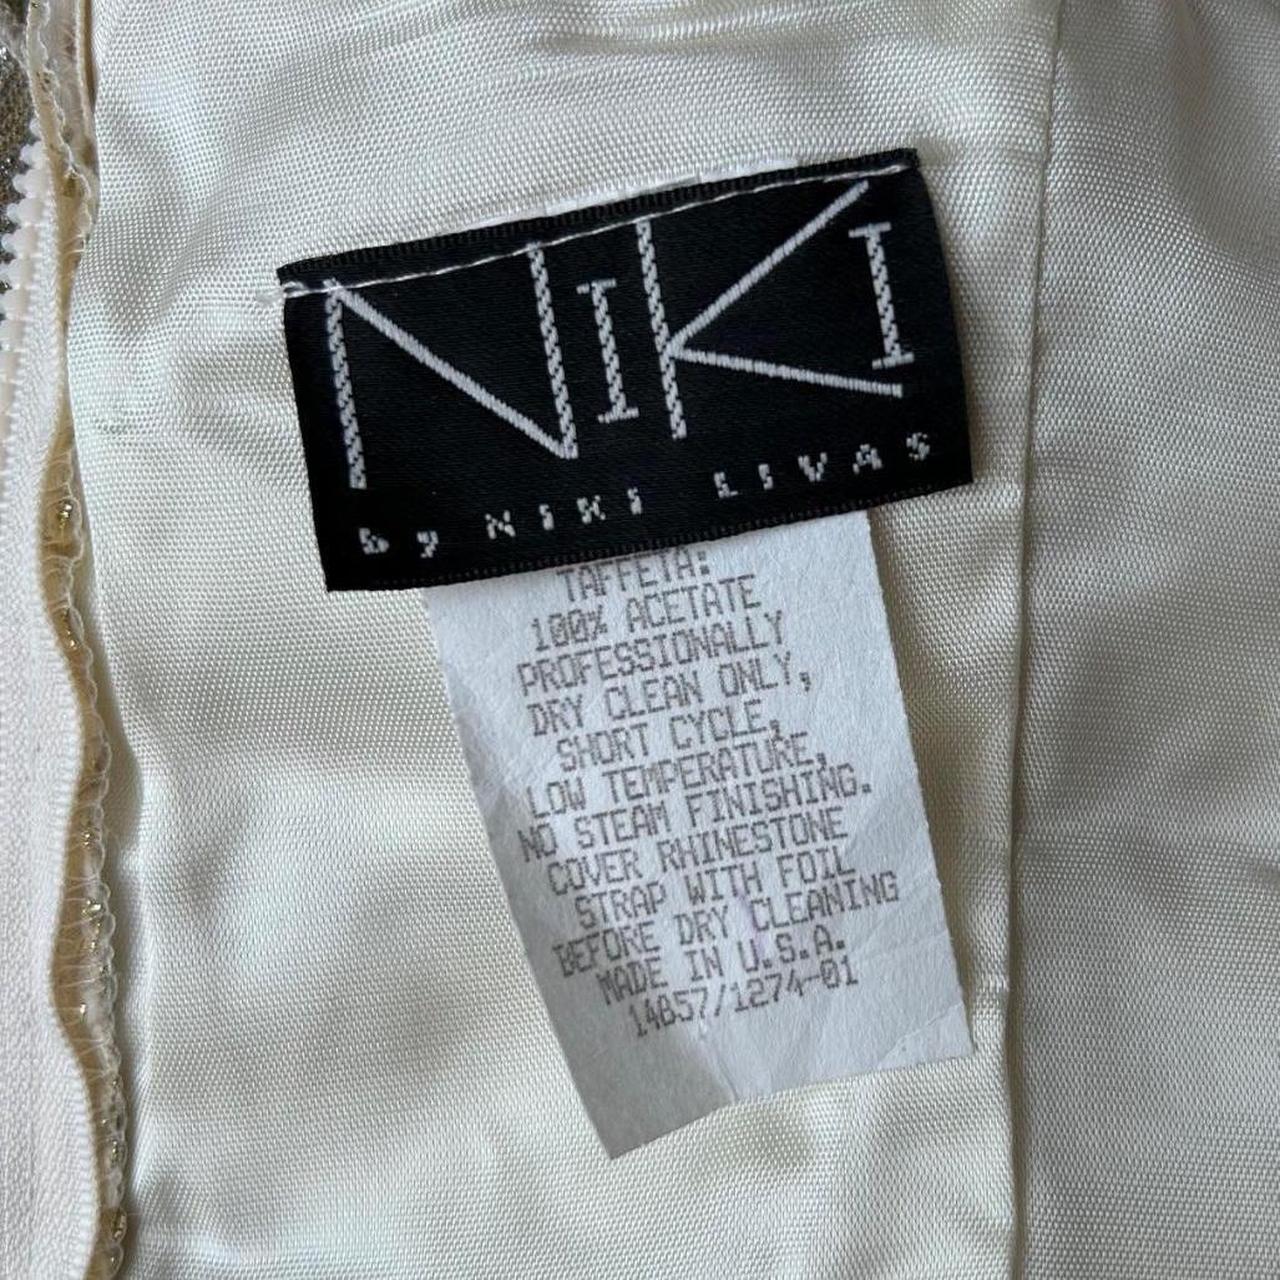 NIKI
by NIKI LIVAS
TAFFETA:
100% ACETATE
PROFESSIONALLY
DRY CLEAN ONLY,
SHORT CYCLE,
LOW TEMPERATURE,
NO STEAM FINISHING.
COVER RHINESTONE
STRAP WITH FOIL
BEFORE DRY CLEANING
MADE IN U.S.A.
14857/1274-01